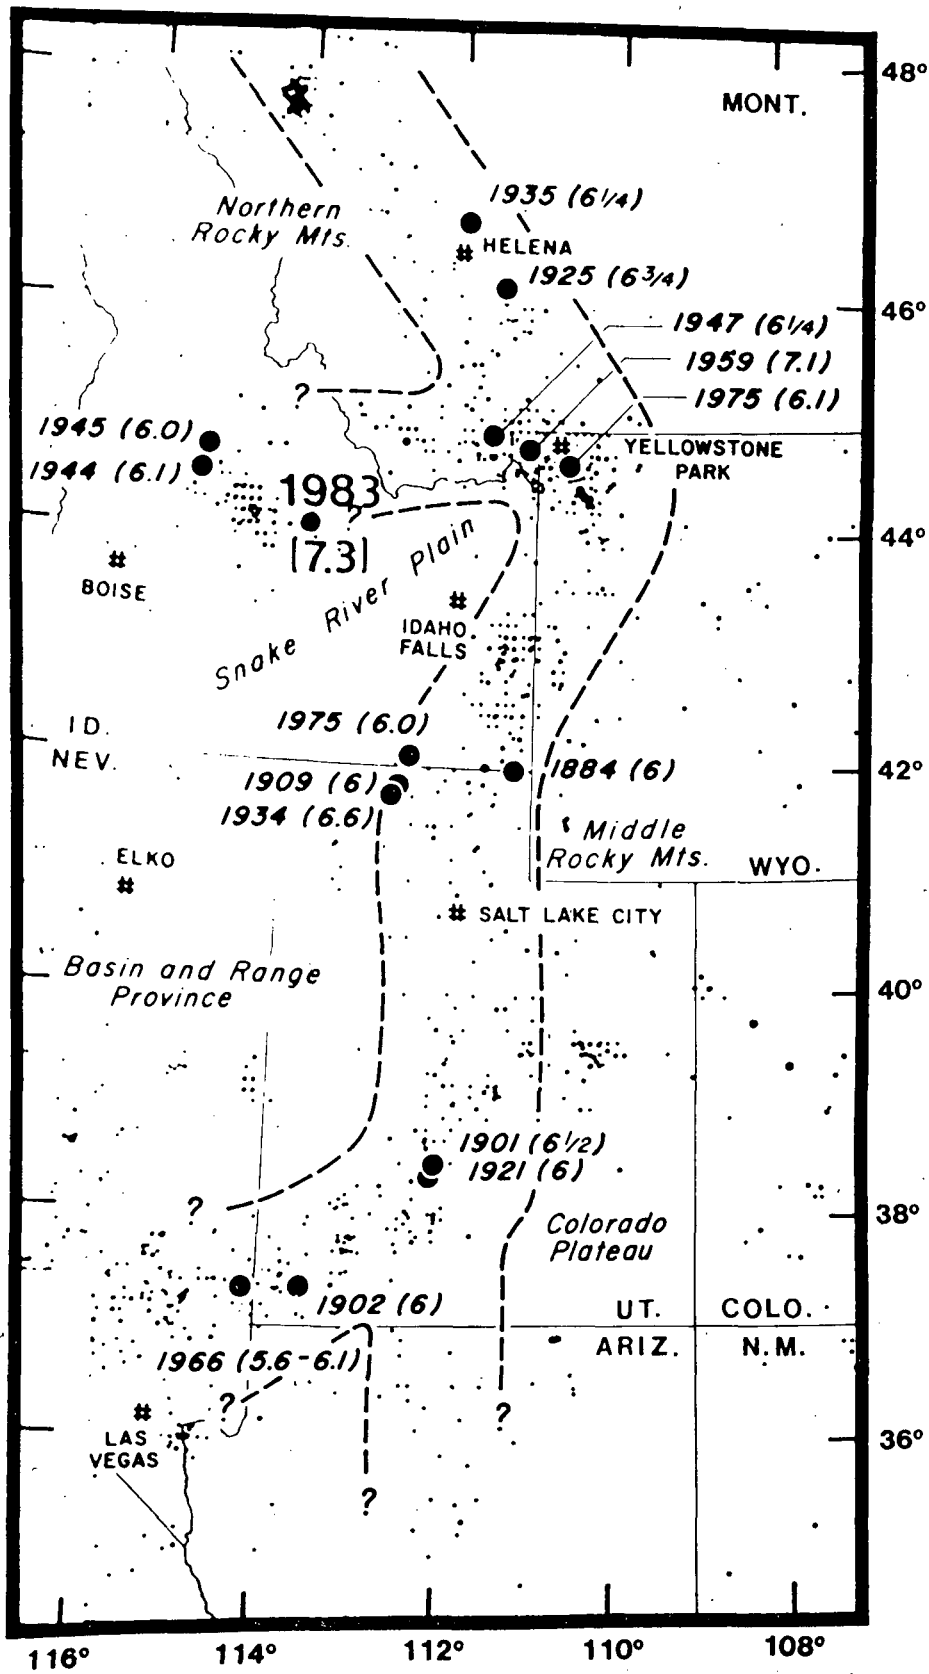 48°
MONT.
1935 (6 1/4)
Northern
Rocky Mts.
# HELENA
1925 (6 3/4)
46°
1947 (6 1/4)
1959 (7.1)
1975 (6.1)
?
1945 (6.0)
#
YELLOWSTONE
PARK
1944 (6.1)
1983
?
(7.3)
44°
#
BOISE
Snake River Plain
#
IDAHO
FALLS
1975 (6.0)
ID.
NEV.
1909 (6)
1884 (6)
42°
1934 (6.6)
Middle
Rocky Mts.
WYO.
ELKO
#
# SALT LAKE CITY
Basin and Range
Province
40°
1901 (6 1/2)
1921 (6)
?
38°
Colorado
Plateau
1902 (6)
UT.
COLO.
ARIZ.
N.M.
1966 (5.6-6.1)
?
?
#
LAS
VEGAS
36°
?
116°
114°
112°
110°
108°